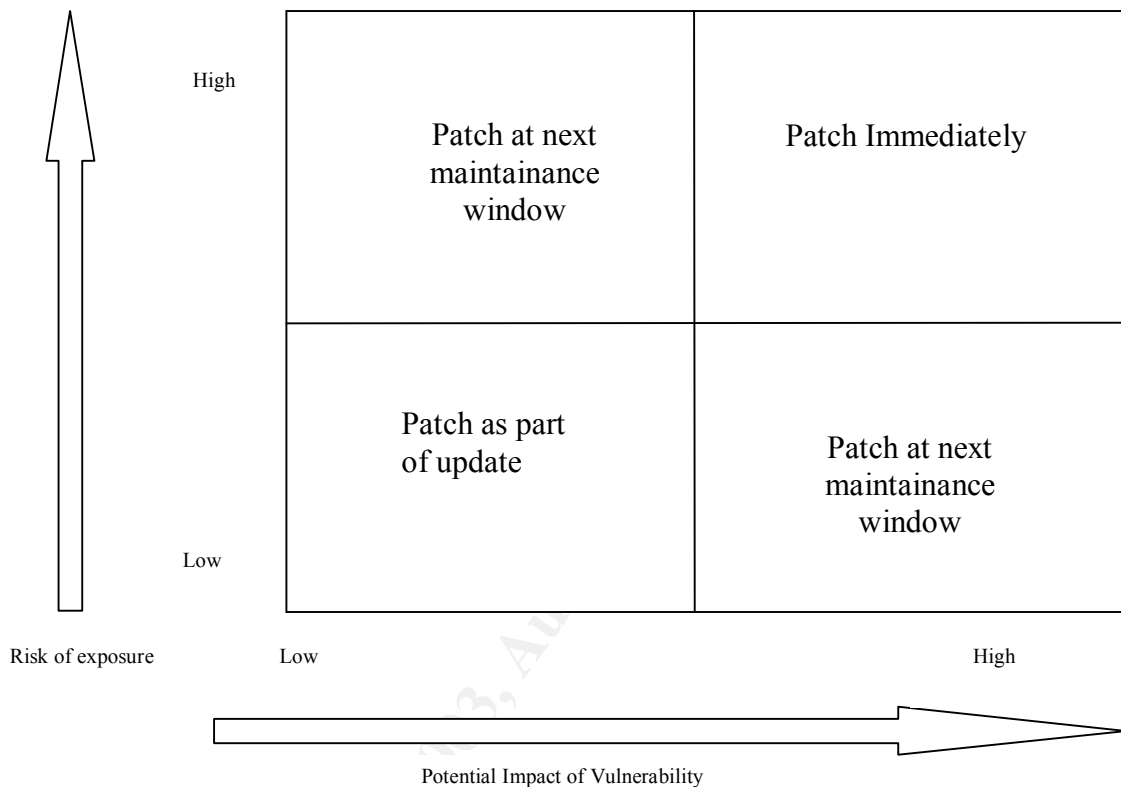 High
Patch at next
maintainance
window
Patch Immediately
Patch as part
of update
Patch at next
maintainance
window
Low
Risk of exposure
Low
High
Potential Impact of Vulnerability